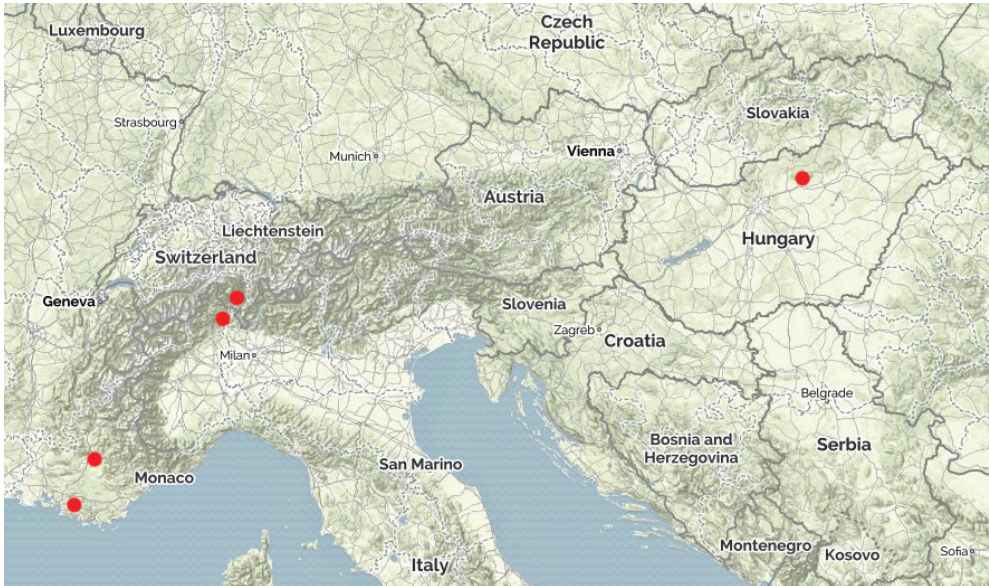 Luxembourg
Czech
Republic
Strasbourg
Slovakia
Munich
Vienna
Austria
Liechtenstein
Switzerland
Hungary
Geneva
Slovenia
Zagreb
Croatia
Milan
Belgrade
Bosnia and
Herzegovina
Serbia
San Marino
Monaco
Montenegro
Kosovo
Sofia
Italy